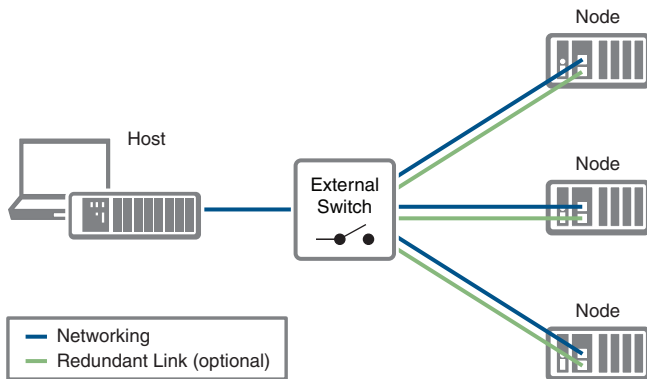 Node
Host
Node
External
Switch
Node
Networking
Redundant Link (optional)